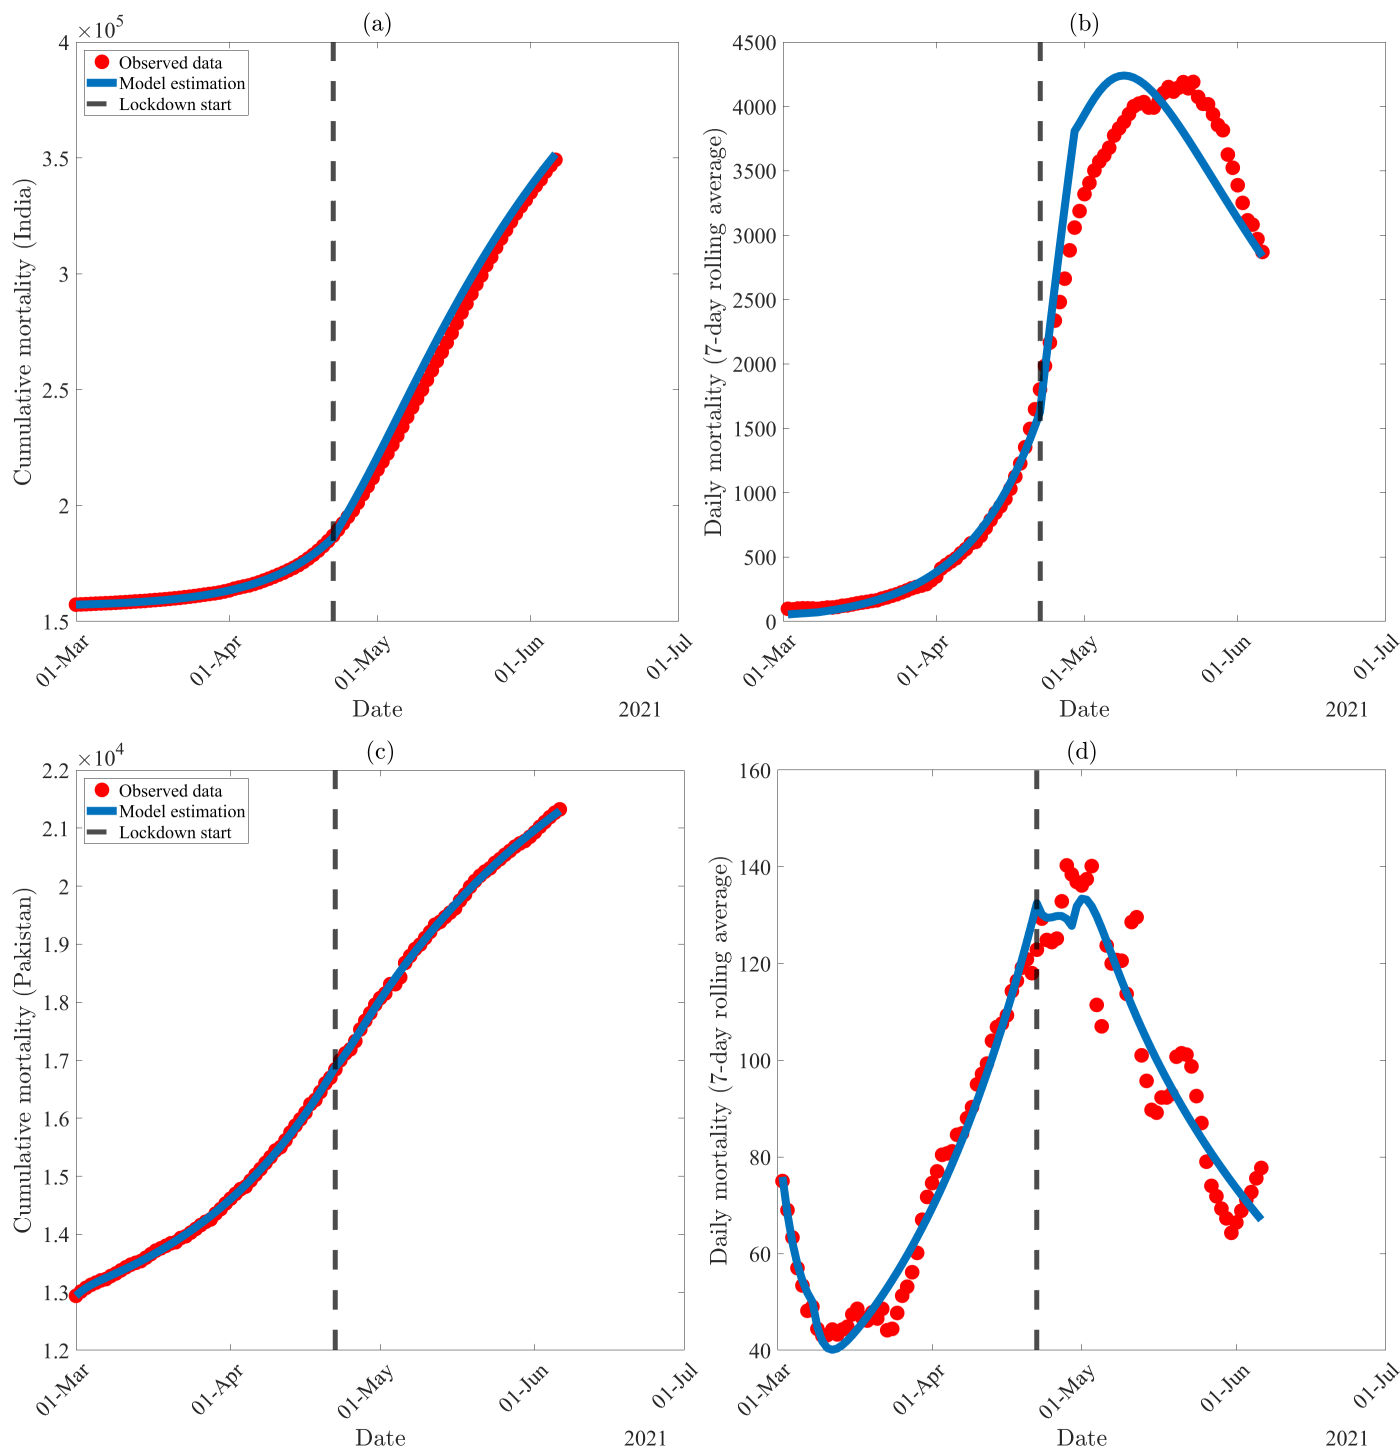 (a)
×10⁵
Cumulative mortality (India)
4
3.5
3
2.5
2
1.5
Observed data
Model estimation
Lockdown start
01-Mar
01-Apr
01-May
01-Jun
01-Jul
Date
2021
(b)
Daily mortality (7-day rolling average)
4500
4000
3500
3000
2500
2000
1500
1000
500
0
01-Mar
01-Apr
01-May
01-Jun
01-Jul
Date
2021
(c)
×10⁴
Cumulative mortality (Pakistan)
2.2
2.1
2
1.9
1.8
1.7
1.6
1.5
1.4
1.3
1.2
Observed data
Model estimation
Lockdown start
01-Mar
01-Apr
01-May
01-Jun
01-Jul
Date
2021
(d)
Daily mortality (7-day rolling average)
160
140
120
100
80
60
40
01-Mar
01-Apr
01-May
01-Jun
01-Jul
Date
2021